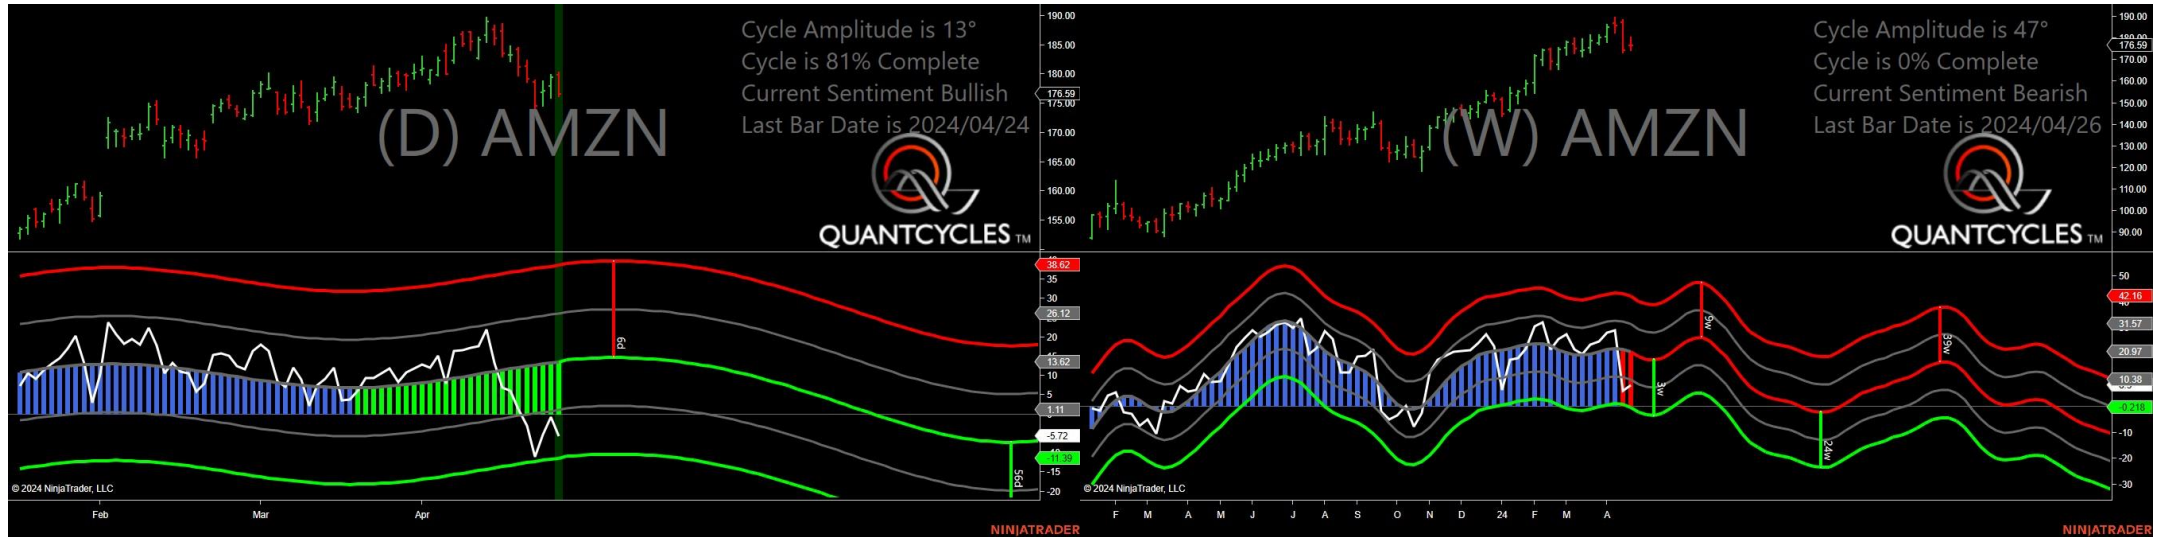 Cycle Amplitude is 13°
Cycle is 81% Complete
Current Sentiment Bullish
Last Bar Date is 2024/04/24
(D) AMZN
QUANTCYCLES TM
190.00
185.00
180.00
176.59
175.00
170.00
165.00
160.00
155.00
38.62
35
30
26.12
15
13.62
10
5
1.11
-5.72
-11.39
-15
-20
6d
56d
© 2024 NinjaTrader, LLC
Feb Mar Apr
NINJATRADER
Cycle Amplitude is 47°
Cycle is 0% Complete
Current Sentiment Bearish
Last Bar Date is 2024/04/26
(W) AMZN
QUANTCYCLES TM
190.00
180.00
176.59
170.00
160.00
150.00
140.00
130.00
120.00
110.00
100.00
90.00
50
42.16
31.57
20.97
10.38
-0.218
-10
-20
-30
9w
39w
3w
24w
© 2024 NinjaTrader, LLC
F M A M J J A S O N D 24 F M A
NINJATRADER